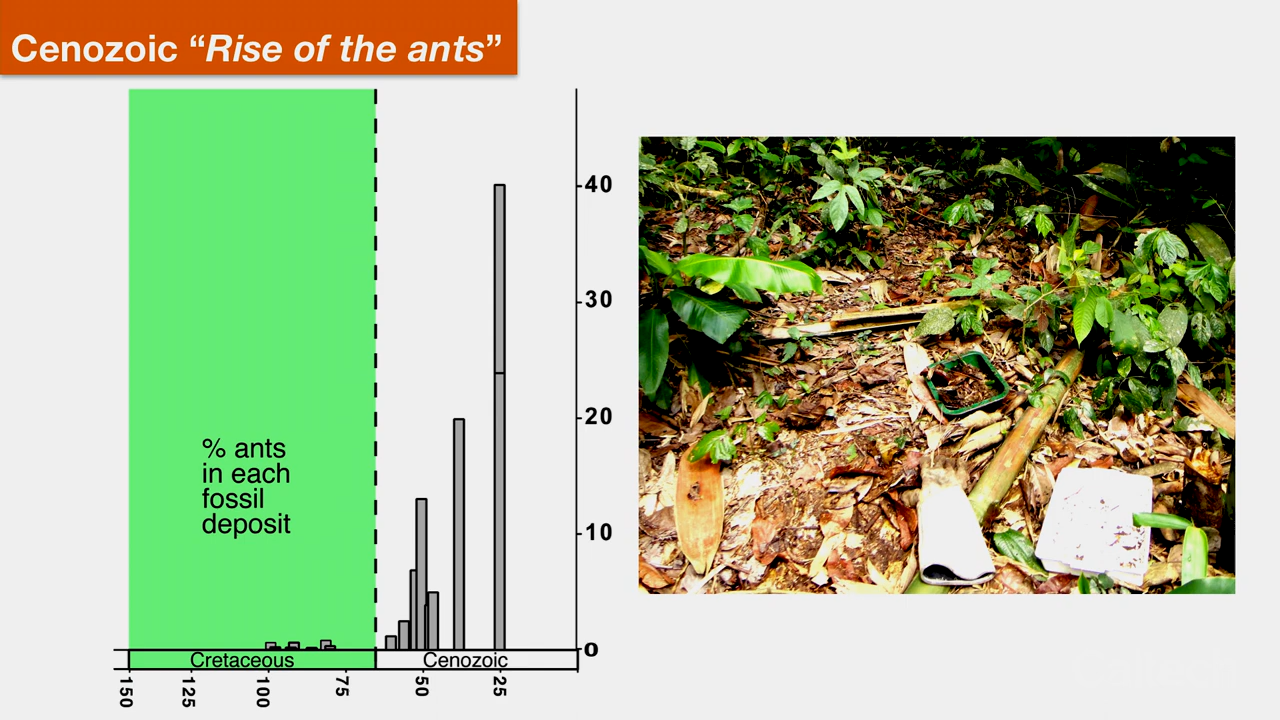 Cenozoic “Rise of the ants”
% ants
in each
fossil
deposit
40
30
20
10
0
Cretaceous
Cenozoic
150
125
100
75
50
25